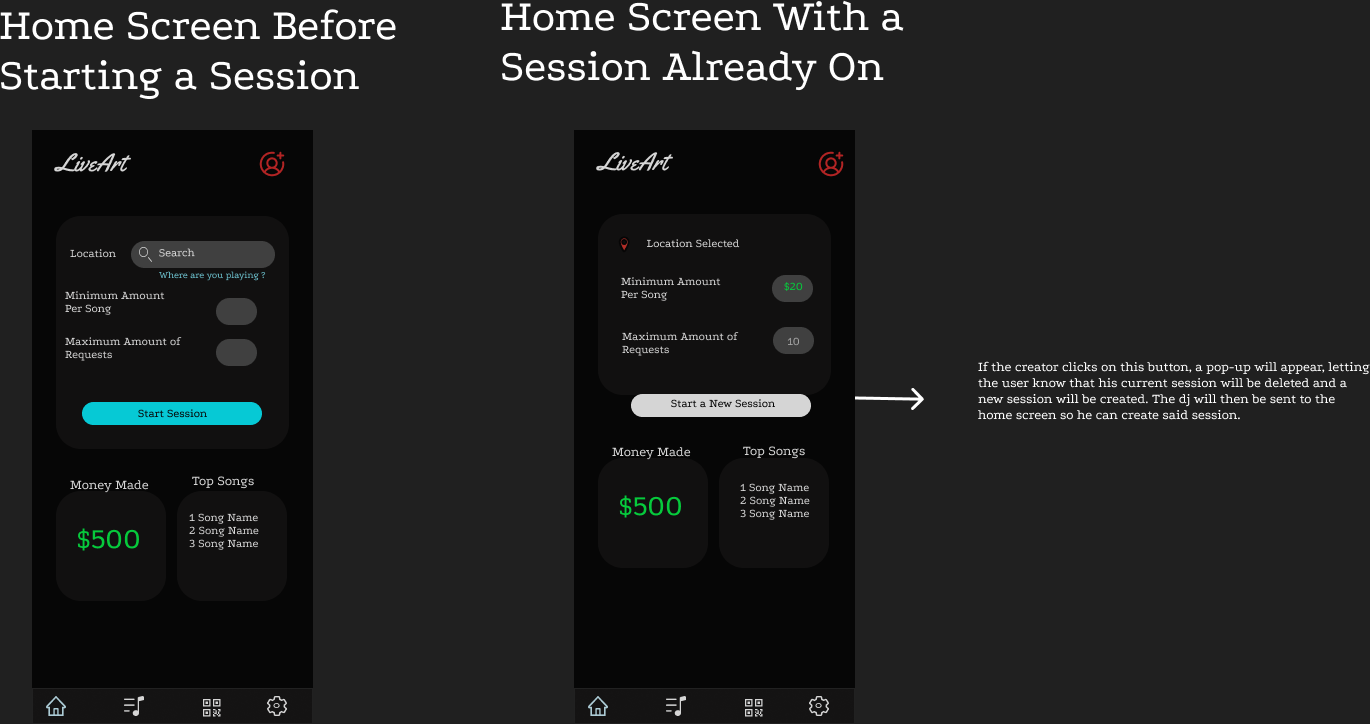 Home Screen Before
Starting a Session
LiveArt
Location
Search
Where are you playing ?
Minimum Amount
Per Song
Maximum Amount of
Requests
Start Session
Money Made
$500
Top Songs
1 Song Name
2 Song Name
3 Song Name
Home Screen With a
Session Already On
LiveArt
Location Selected
Minimum Amount
Per Song
$20
Maximum Amount of
Requests
10
Start a New Session
Money Made
$500
Top Songs
1 Song Name
2 Song Name
3 Song Name
If the creator clicks on this button, a pop-up will appear, letting
the user know that his current session will be deleted and a
new session will be created. The dj will then be sent to the
home screen so he can create said session.